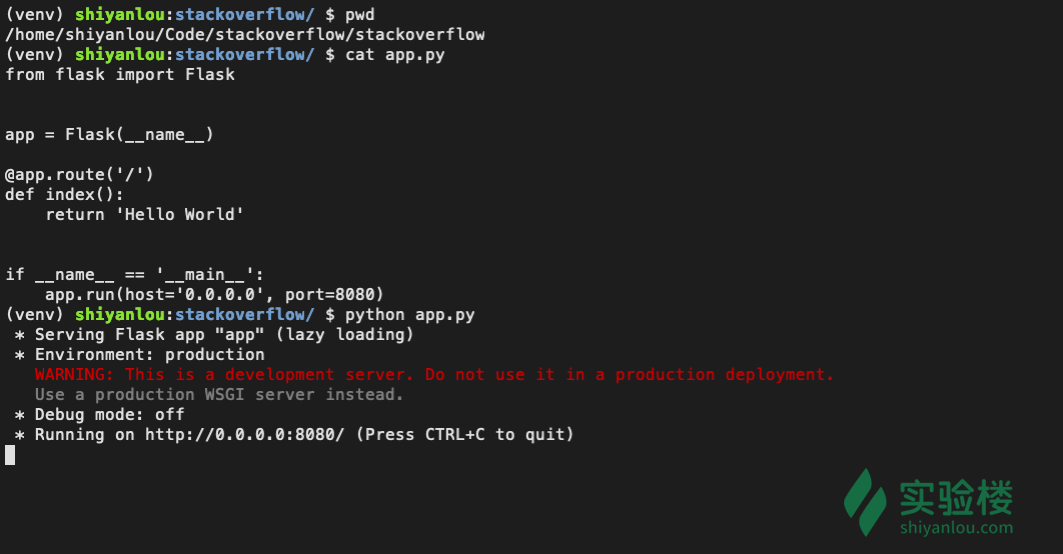 (venv) shiyanlou:stackoverflow/ $ pwd
/home/shiyanlou/Code/stackoverflow/stackoverflow
(venv) shiyanlou:stackoverflow/ $ cat app.py
from flask import Flask
app = Flask(__name__)
@app.route('/')
def index():
    return 'Hello World'
if __name__ == '__main__':
    app.run(host='0.0.0.0', port=8080)
(venv) shiyanlou:stackoverflow/ $ python app.py
 * Serving Flask app "app" (lazy loading)
 * Environment: production
   WARNING: This is a development server. Do not use it in a production deployment.
   Use a production WSGI server instead.
 * Debug mode: off
 * Running on http://0.0.0.0:8080/ (Press CTRL+C to quit)
实验楼
shiyanlou.com